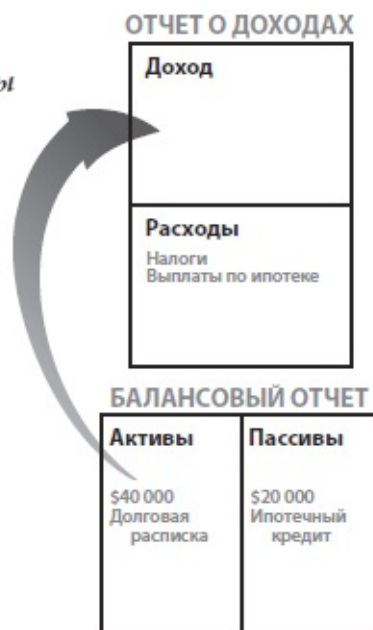 ОТЧЕТ О ДОХОДАХ
Доход
Расходы
Налоги
Выплаты по ипотеке
БАЛАНСОВЫЙ ОТЧЕТ
Активы
$40 000
Долговая
расписка
Пассивы
$20 000
Ипотечный
кредит